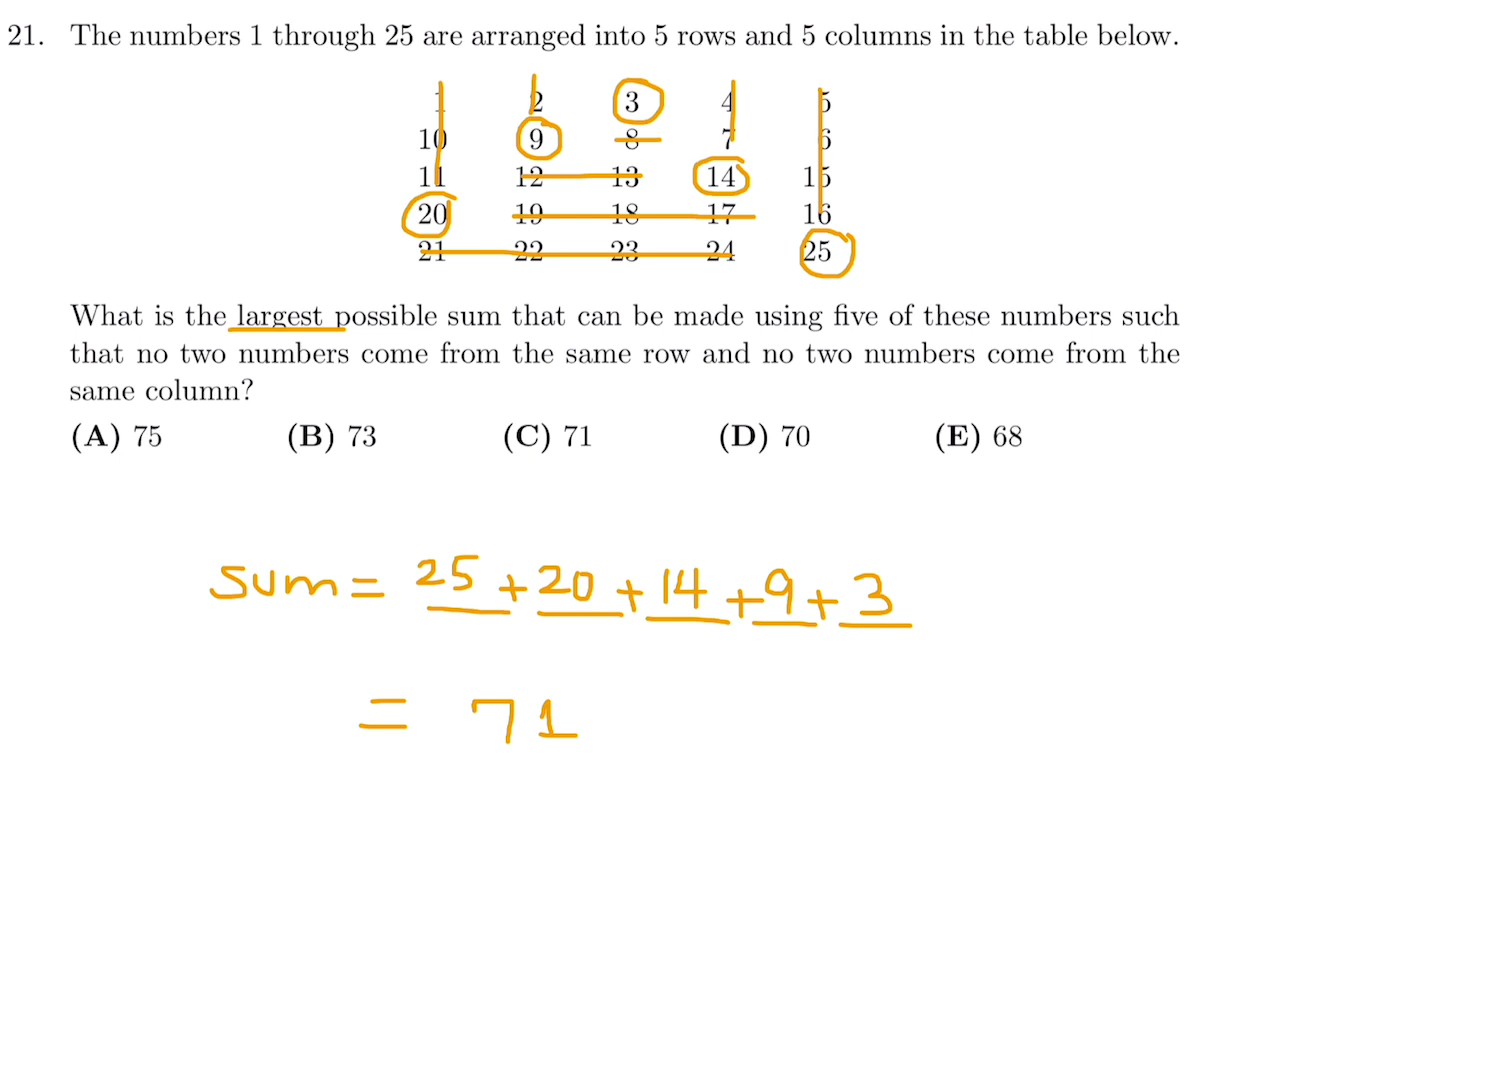 21. The numbers 1 through 25 are arranged into 5 rows and 5 columns in the table below.
1 2 3 4 5
10 9 8 7 6
11 12 13 14 15
20 19 18 17 16
21 22 23 24 25
What is the largest possible sum that can be made using five of these numbers such
that no two numbers come from the same row and no two numbers come from the
same column?
(A) 75 (B) 73 (C) 71 (D) 70 (E) 68
sum = 25 + 20 + 14 + 9 + 3
= 71